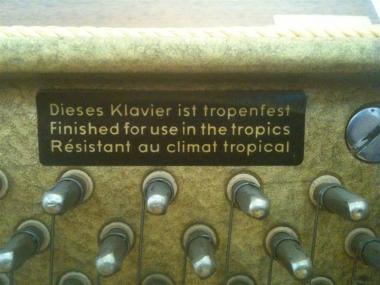 Dieses Klavier ist tropenfest
Finished for use in the tropics
Résistant au climat tropical